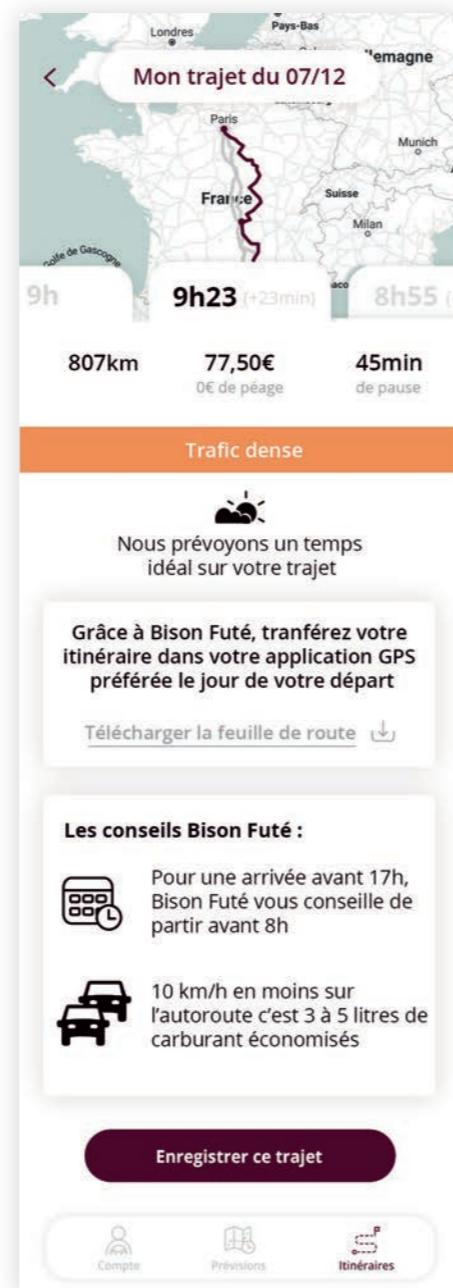 Londres
Pays-Bas
lemagne
Mon trajet du 07/12
Paris
Munich
France
Suisse
Milan
Golfe de Gascogne
aco
9h
9h23 (+23min)
8h55 (
807km
77,50€
45min
0€ de péage
de pause
Trafic dense
Nous prévoyons un temps
idéal sur votre trajet
Grâce à Bison Futé, tranférez votre
itinéraire dans votre application GPS
préférée le jour de votre départ
Télécharger la feuille de route
Les conseils Bison Futé :
Pour une arrivée avant 17h,
Bison Futé vous conseille de
partir avant 8h
10 km/h en moins sur
l'autoroute c'est 3 à 5 litres de
carburant économisés
Enregistrer ce trajet
Compte
Prévisions
Itinéraires